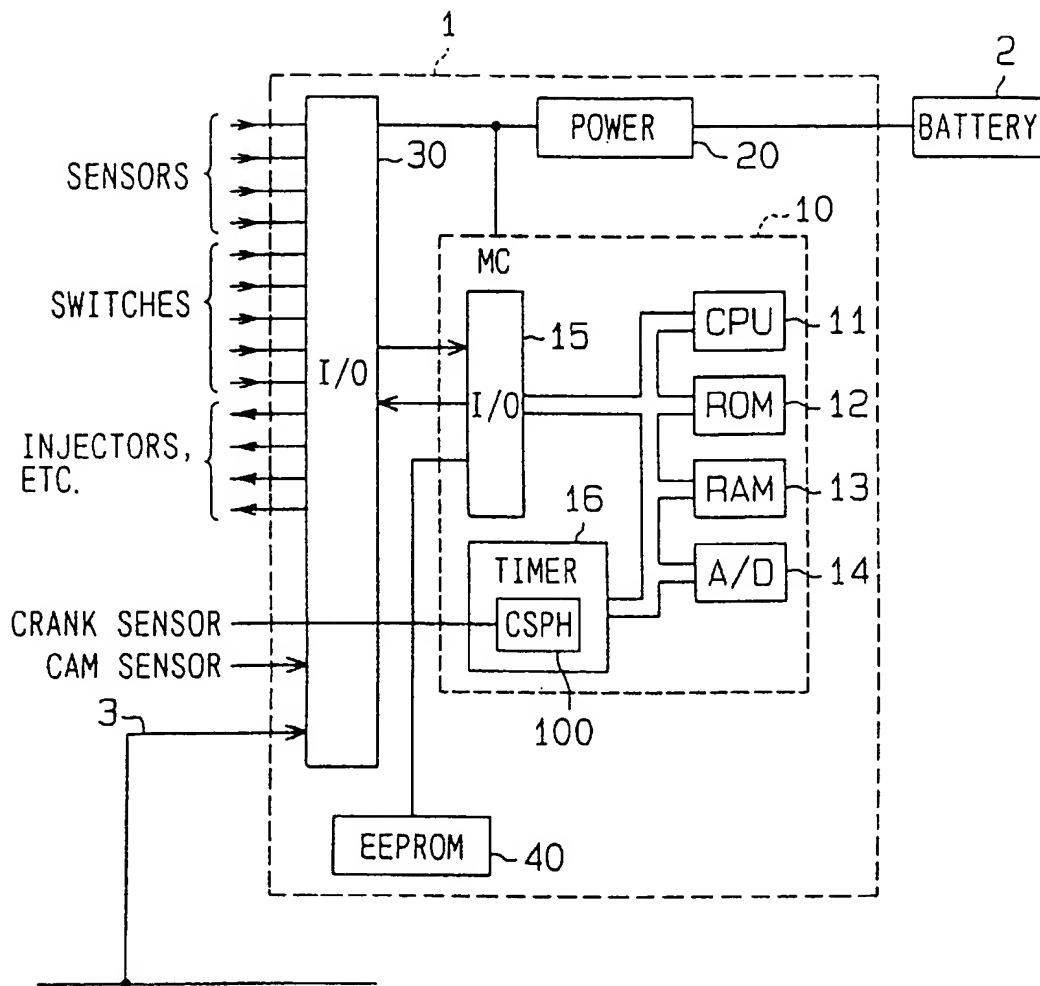 1
2
POWER
BATTERY
30
20
SENSORS
10
MC
SWITCHES
15
CPU
11
I/O
I/O
ROM
12
INJECTORS,
ETC.
RAM
13
16
TIMER
A/D
14
CRANK SENSOR
CSPH
CAM SENSOR
100
3
EEPROM
40